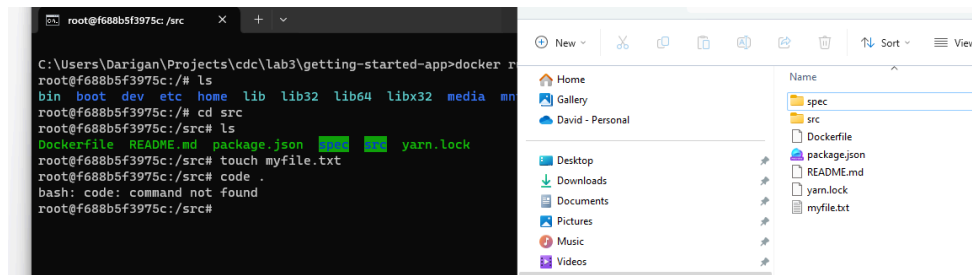 root@f688b5f3975c: /src
C:\Users\Darigan\Projects\cdc\lab3\getting-started-app>docker r
root@f688b5f3975c:/# ls
bin boot dev etc home lib lib32 lib64 libx32 media mn
root@f688b5f3975c:/# cd src
root@f688b5f3975c:/src# ls
Dockerfile README.md package.json spec src yarn.lock
root@f688b5f3975c:/src# touch myfile.txt
root@f688b5f3975c:/src# code .
bash: code: command not found
root@f688b5f3975c:/src#
New Sort View
Home
Gallery
David - Personal
Desktop
Downloads
Documents
Pictures
Music
Videos
Name
spec
src
Dockerfile
package.json
README.md
yarn.lock
myfile.txt